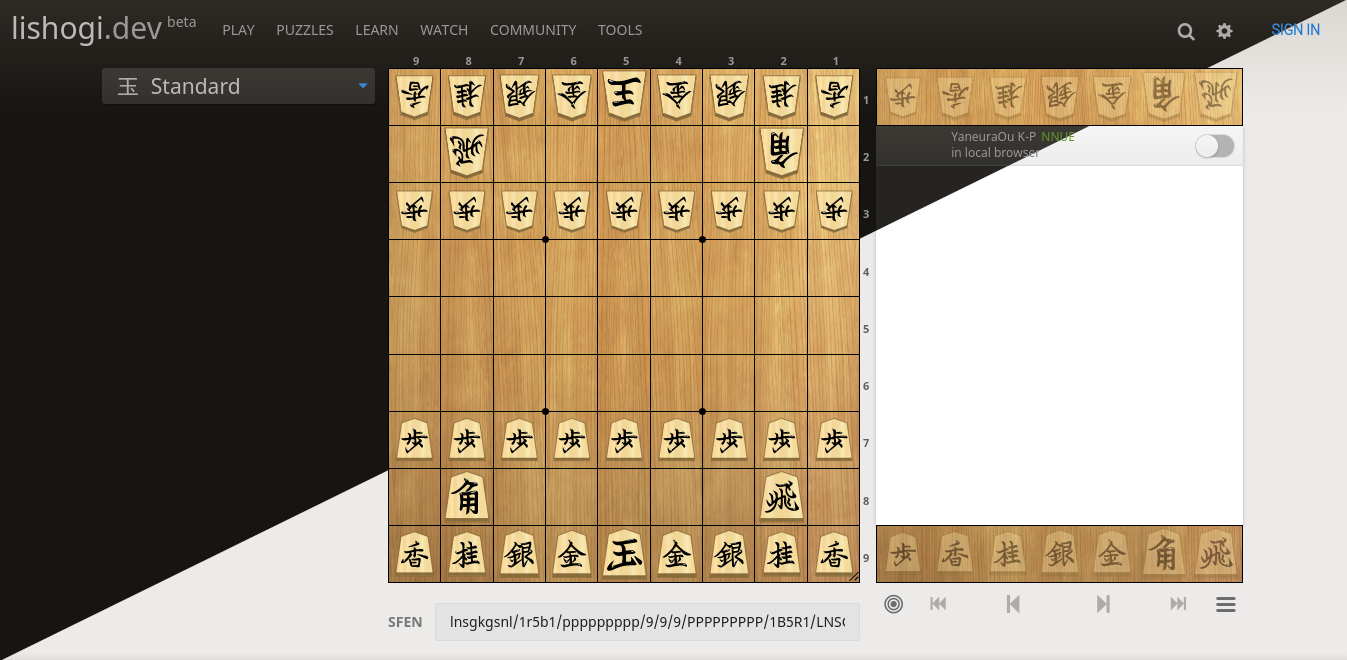 lishogi.dev beta
PLAY PUZZLES LEARN WATCH COMMUNITY TOOLS
SIGN IN
玉 Standard
9 8 7 6 5 4 3 2 1
香 桂 銀 金 王 金 銀 桂 香 1
飛 角 2
歩 歩 歩 歩 歩 歩 歩 歩 歩 3
4
5
6
歩 歩 歩 歩 歩 歩 歩 歩 歩 7
角 飛 8
香 桂 銀 金 玉 金 銀 桂 香 9
歩 香 桂 銀 金 角 飛
YaneuraOu K-P NNUE
in local browser
歩 香 桂 銀 金 角 飛
SFEN lnsgkgsnl/1r5b1/ppppppppp/9/9/9/PPPPPPPPP/1B5R1/LNS